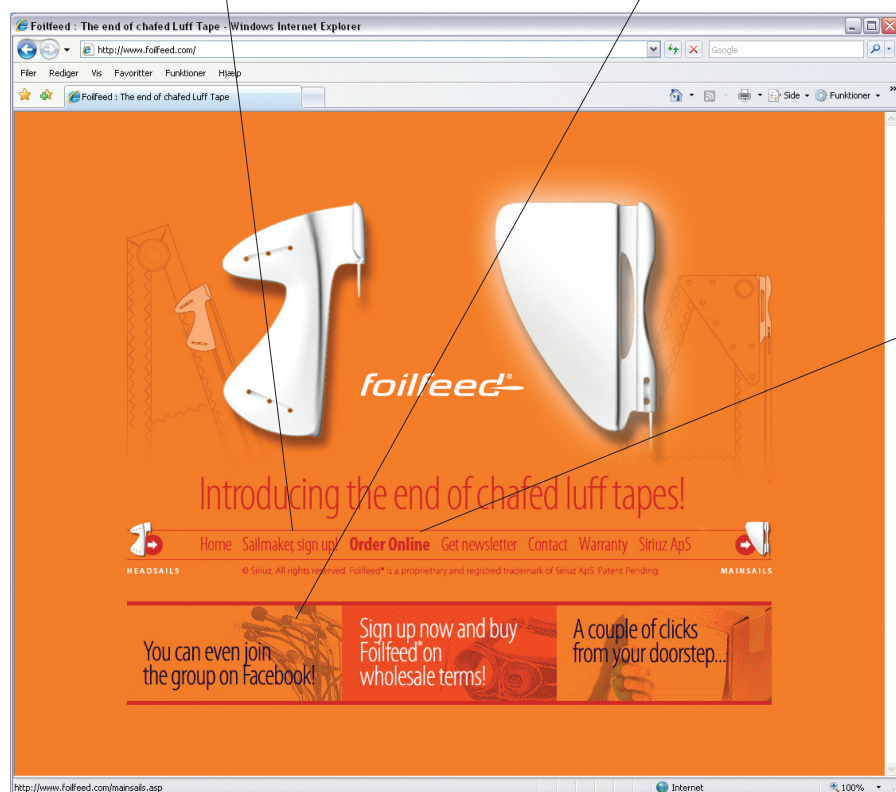 Foilfeed : The end of chafed Luff Tape - Windows Internet Explorer
http://www.foilfeed.com/
Google
Filer Rediger Vis Favoritter Funktioner Hjælp
Foilfeed : The end of chafed Luff Tape
Side Funktioner »
foilfeed®
Introducing the end of chafed luff tapes!
Home Sailmaker, sign up! Order Online Get newsletter Contact Warranty Siriuz ApS
HEADSAILS © Siriuz. All rights reserved. Foilfeed® is a proprietrary and registred trademark of Siriuz ApS. Patent Pending. MAINSAILS
You can even join
the group on Facebook!
Sign up now and buy
Foilfeed® on
wholesale terms!
A couple of clicks
from your doorstep...
http://www.foilfeed.com/mainsails.asp Internet 100%